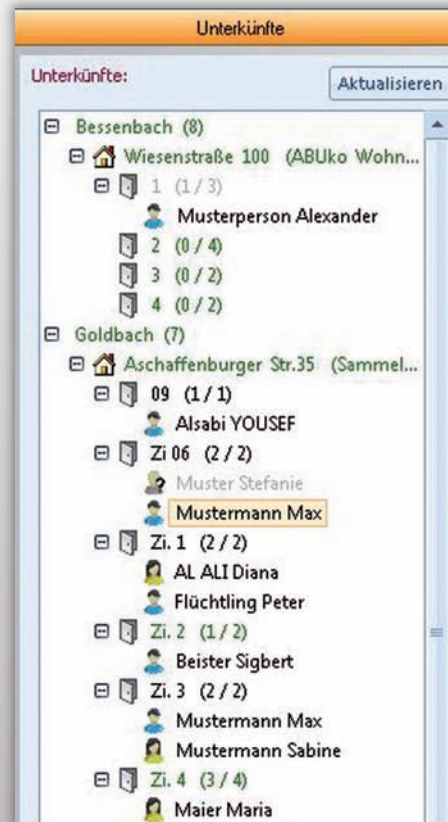 Unterkünfte
Unterkünfte:
Aktualisieren
Bessenbach (8)
Wiesenstraße 100 (ABUko Wohn...
1 (1 / 3)
Musterperson Alexander
2 (0 / 4)
3 (0 / 2)
4 (0 / 2)
Goldbach (7)
Aschaffenburger Str.35 (Sammel...
09 (1 / 1)
Alsabi YOUSEF
Zi 06 (2 / 2)
Muster Stefanie
Mustermann Max
Zi. 1 (2 / 2)
AL ALI Diana
Flüchtling Peter
Zi. 2 (1 / 2)
Beister Sigbert
Zi. 3 (2 / 2)
Mustermann Max
Mustermann Sabine
Zi. 4 (3 / 4)
Maier Maria